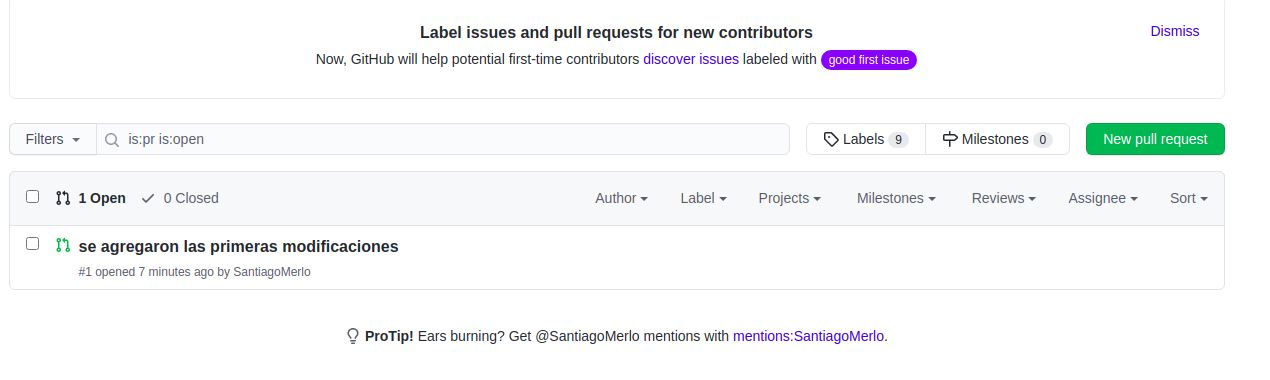 Label issues and pull requests for new contributors
Dismiss
Now, GitHub will help potential first-time contributors discover issues labeled with good first issue
Filters
is:pr is:open
Labels 9
Milestones 0
New pull request
1 Open
0 Closed
Author
Label
Projects
Milestones
Reviews
Assignee
Sort
se agregaron las primeras modificaciones
#1 opened 7 minutes ago by SantiagoMerlo
ProTip! Ears burning? Get @SantiagoMerlo mentions with mentions:SantiagoMerlo.